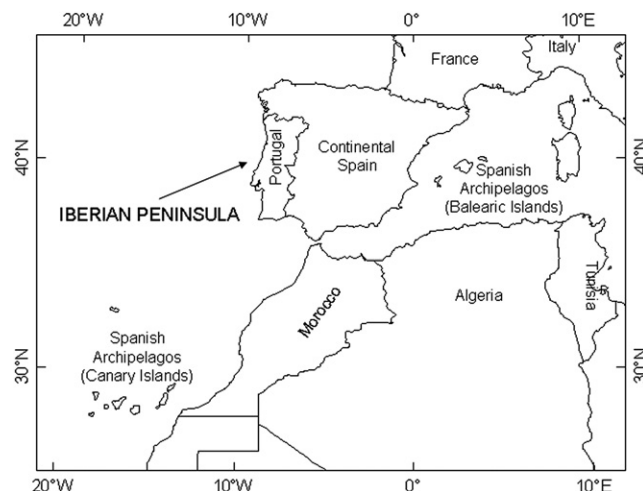 20°W 10°W 0° 10°E
France
Italy
40°N
Portugal
Continental
Spain
40°N
Spanish
Archipelagos
(Balearic Islands)
IBERIAN PENINSULA
Morocco
Algeria
Tunisia
Spanish
Archipelagos
(Canary Islands)
30°N
30°N
20°W 10°W 0° 10°E